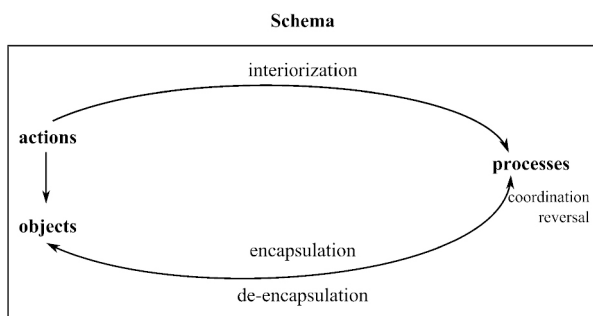 Schema
interiorization
actions
processes
coordination
reversal
objects
encapsulation
de-encapsulation